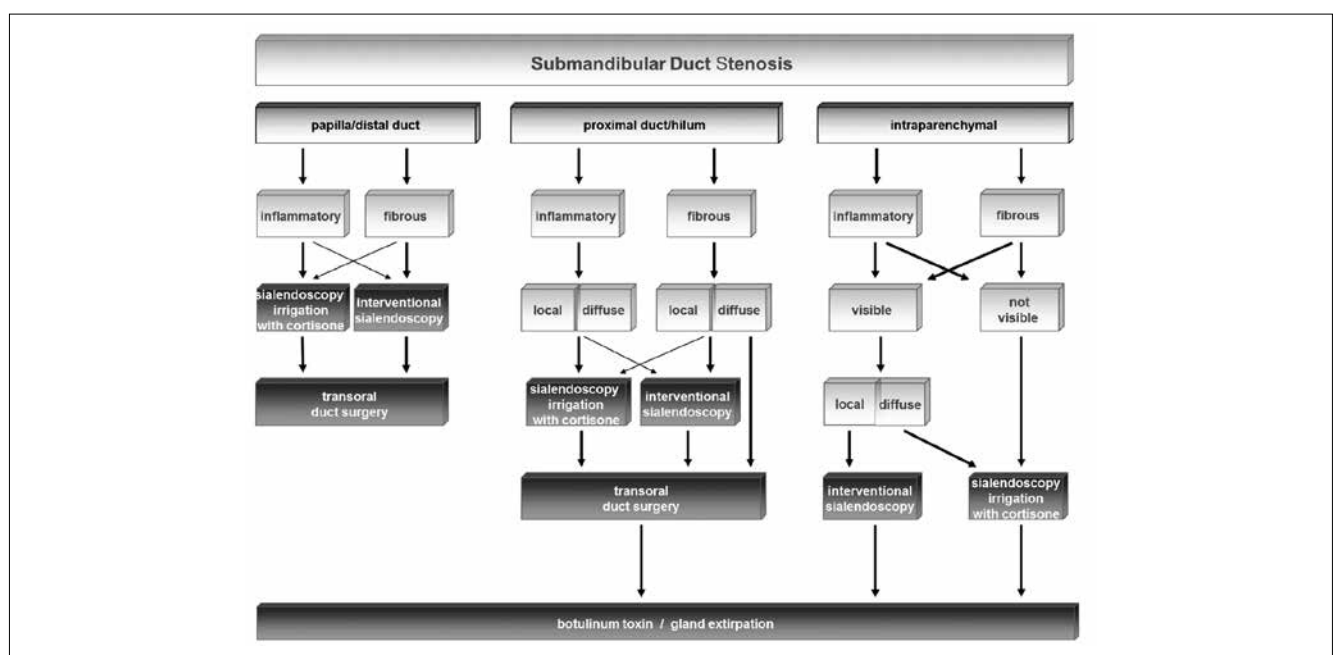 Submandibular Duct Stenosis
papilla/distal duct
proximal duct/hilum
intraparenchymal
inflammatory
fibrous
inflammatory
fibrous
inflammatory
fibrous
sialendoscopy
irrigation
with cortisone
interventional
sialendoscopy
local
diffuse
local
diffuse
visible
not
visible
transoral
duct surgery
sialendoscopy
irrigation
with cortisone
interventional
sialendoscopy
local
diffuse
transoral
duct surgery
interventional
sialendoscopy
sialendoscopy
irrigation
with cortisone
botulinum toxin / gland extirpation